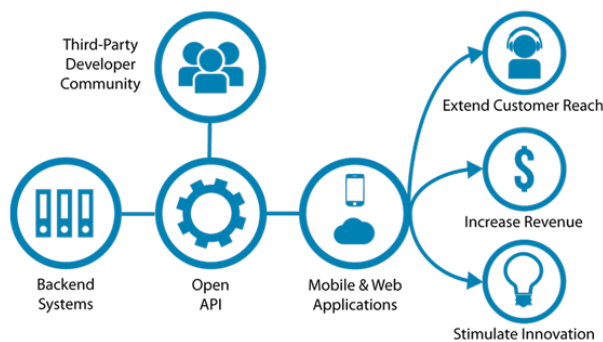 Third-Party
Developer
Community
Extend Customer Reach
$
Increase Revenue
Backend
Systems
Open
API
Mobile & Web
Applications
Stimulate Innovation